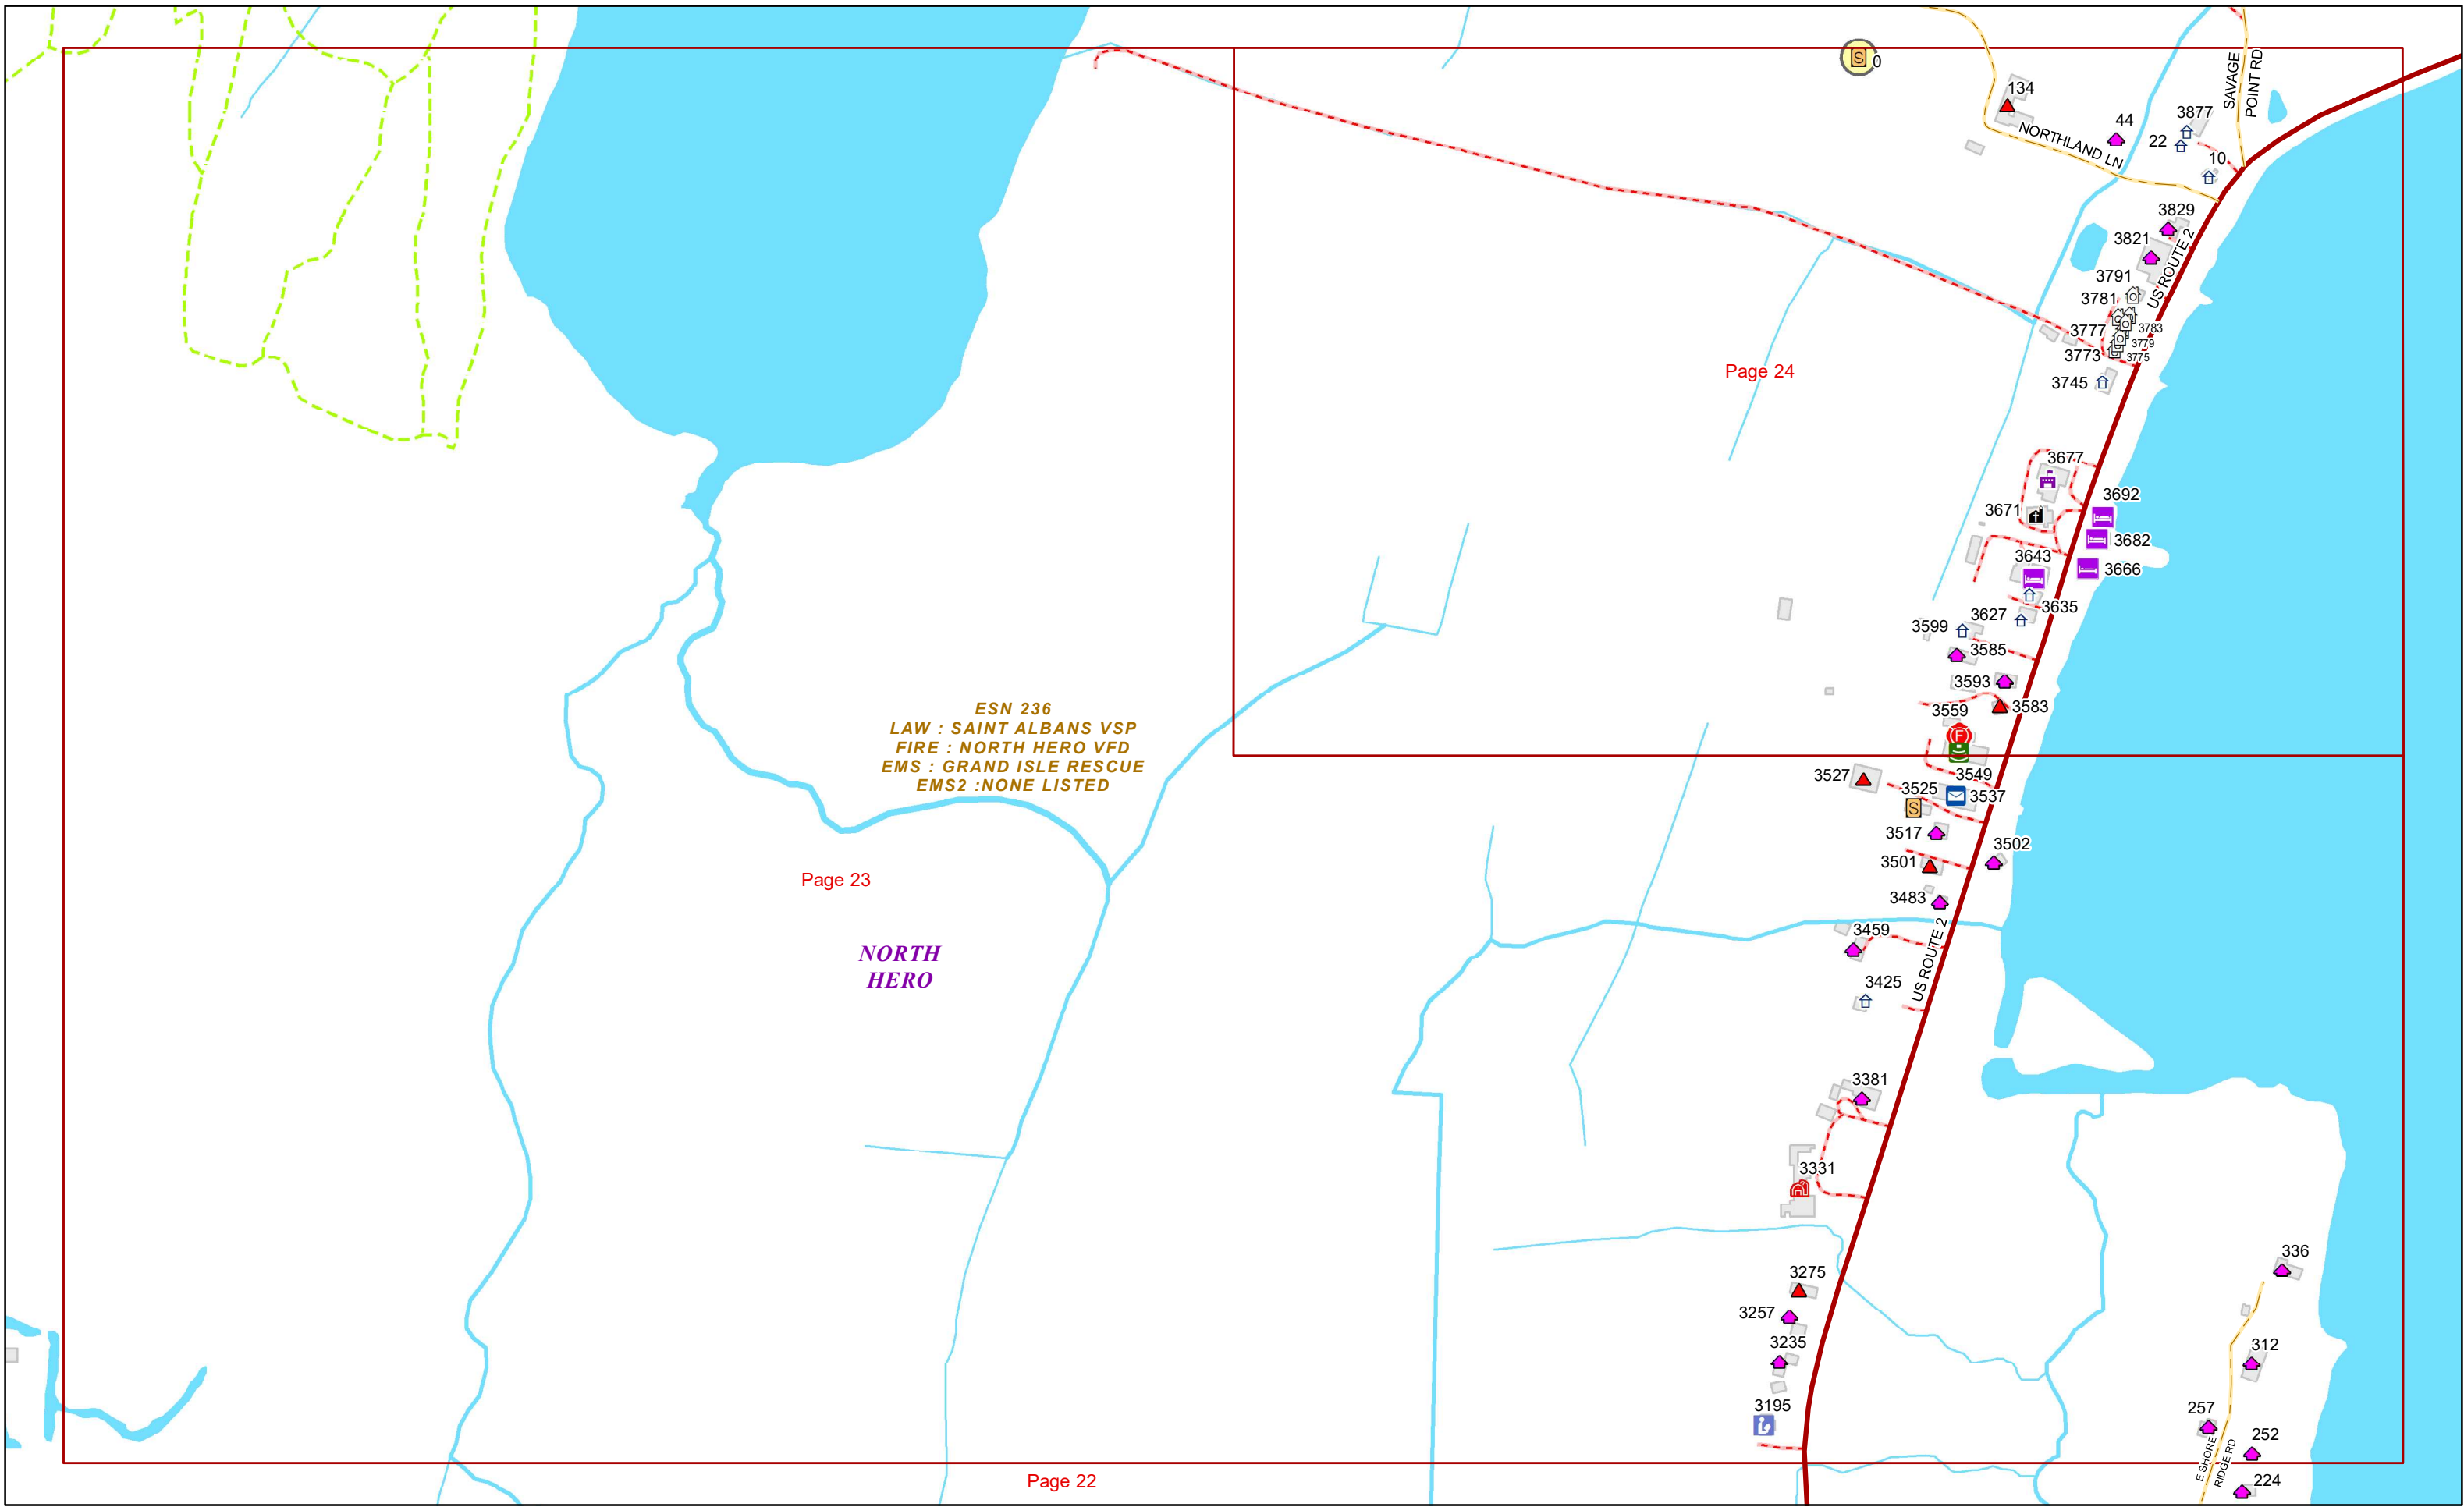 0
134
SAVAGE
POINT RD
44
3877
22
NORTHLAND LN
10
3829
3821
US ROUTE 2
3791
3781
3783
3777
3779
3773
3775
Page 24
3745
3677
3692
3671
3682
3643
3666
3635
3627
3599
3585
3593
3583
3559
ESN 236
LAW : SAINT ALBANS VSP
FIRE : NORTH HERO VFD
EMS : GRAND ISLE RESCUE
EMS2 :NONE LISTED
F
3549
3527
3525
3537
S
3517
3502
3501
Page 23
3483
3459
NORTH
HERO
US ROUTE 2
3425
3381
3331
336
3275
3257
3235
312
3195
257
252
E SHORE
RIDGE RD
Page 22
224
S